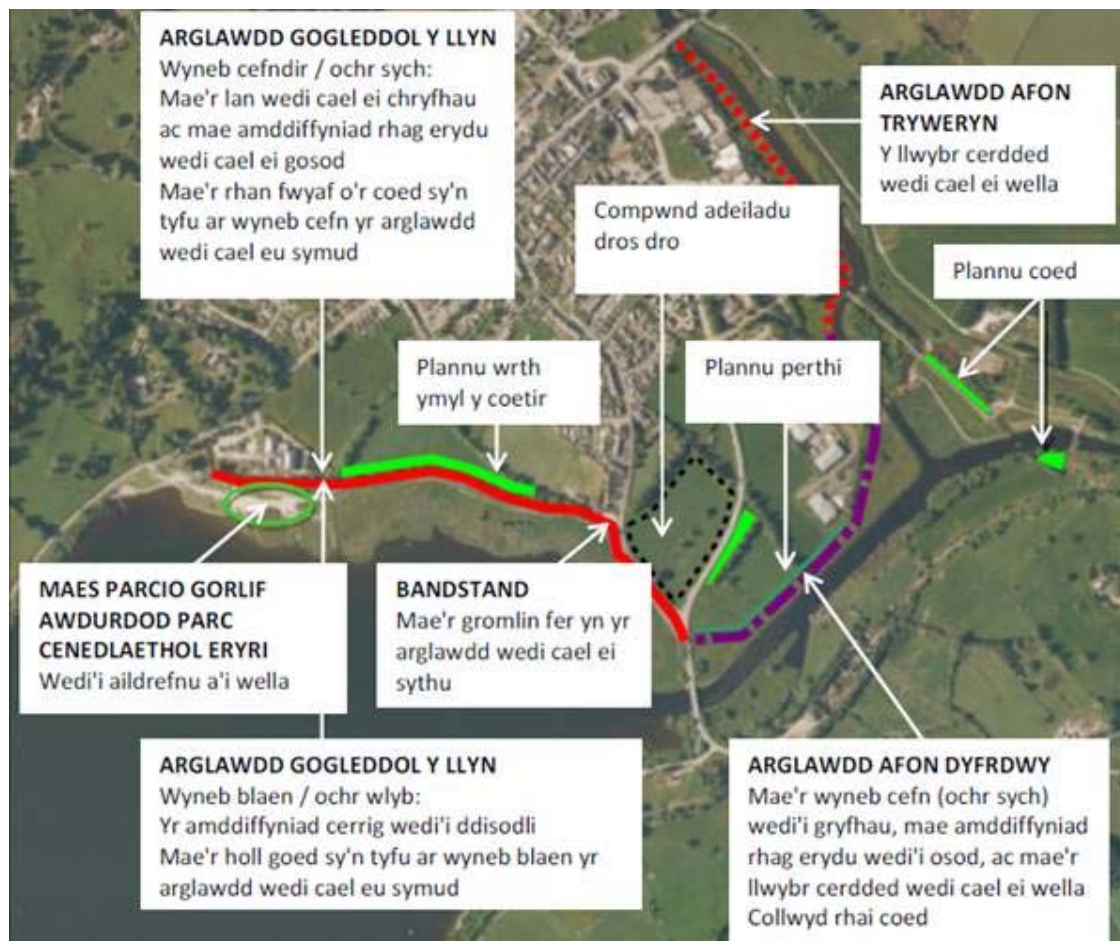 ARGLAWDD GOGLEDDOL Y LLYN
Wyneb cefndir / ochr sych:
Mae'r lan wedi cael ei chryfhau
ac mae amddiffyniad rhag erydu
wedi cael ei gosod
Mae'r rhan fwyaf o'r coed sy'n
tyfu ar wyneb cefn yr arglawdd
wedi cael eu symud
ARGLAWDD AFON
TRYWERYN
Y llwybr cerdded
wedi cael ei wella
Compwnd adeiladu
dros dro
Plannu coed
Plannu wrth
ymyl y coetir
Plannu perthi
MAES PARCIO GORLIF
AWDURDOD PARC
CENEDLAETHOL ERYRI
Wedi'i aildrefnu a'i wella
BANDSTAND
Mae'r gromlin fer yn yr
arglawdd wedi cael ei
sythu
ARGLAWDD GOGLEDDOL Y LLYN
Wyneb blaen / ochr wlyb:
Yr amddiffyniad cerrig wedi'i ddisodli
Mae'r holl goed sy'n tyfu ar wyneb blaen yr
arglawdd wedi cael eu symud
ARGLAWDD AFON DYFRDWY
Mae'r wyneb cefn (ochr sych)
wedi'i gryfhau, mae amddiffyniad
rhag erydu wedi'i osod, ac mae'r
llwybr cerdded wedi cael ei wella
Collwyd rhai coed